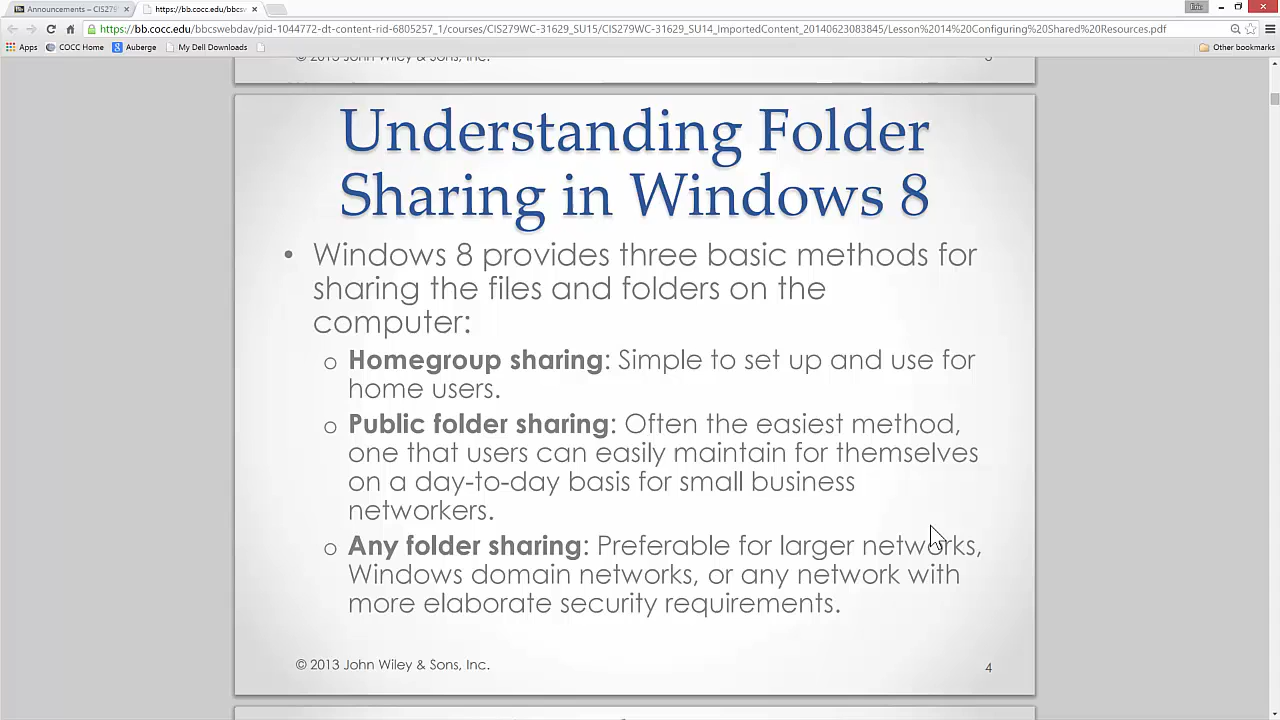 Announcements – CIS279
https://bb.cocc.edu/bbcsw
https://bb.cocc.edu/bbcswebdav/pid-1044772-dt-content-rid-6805257_1/courses/CIS279WC-31629_SU15/CIS279WC-31629_SU14_ImportedContent_20140623083845/Lesson%2014%20Configuring%20Shared%20Resources.pdf
Apps
COCC Home
Auberge
My Dell Downloads
Other bookmarks
© 2013 John Wiley & Sons, Inc. 3
Understanding Folder
Sharing in Windows 8
• Windows 8 provides three basic methods for
sharing the files and folders on the
computer:
o Homegroup sharing: Simple to set up and use for
home users.
o Public folder sharing: Often the easiest method,
one that users can easily maintain for themselves
on a day-to-day basis for small business
networkers.
o Any folder sharing: Preferable for larger networks,
Windows domain networks, or any network with
more elaborate security requirements.
© 2013 John Wiley & Sons, Inc. 4